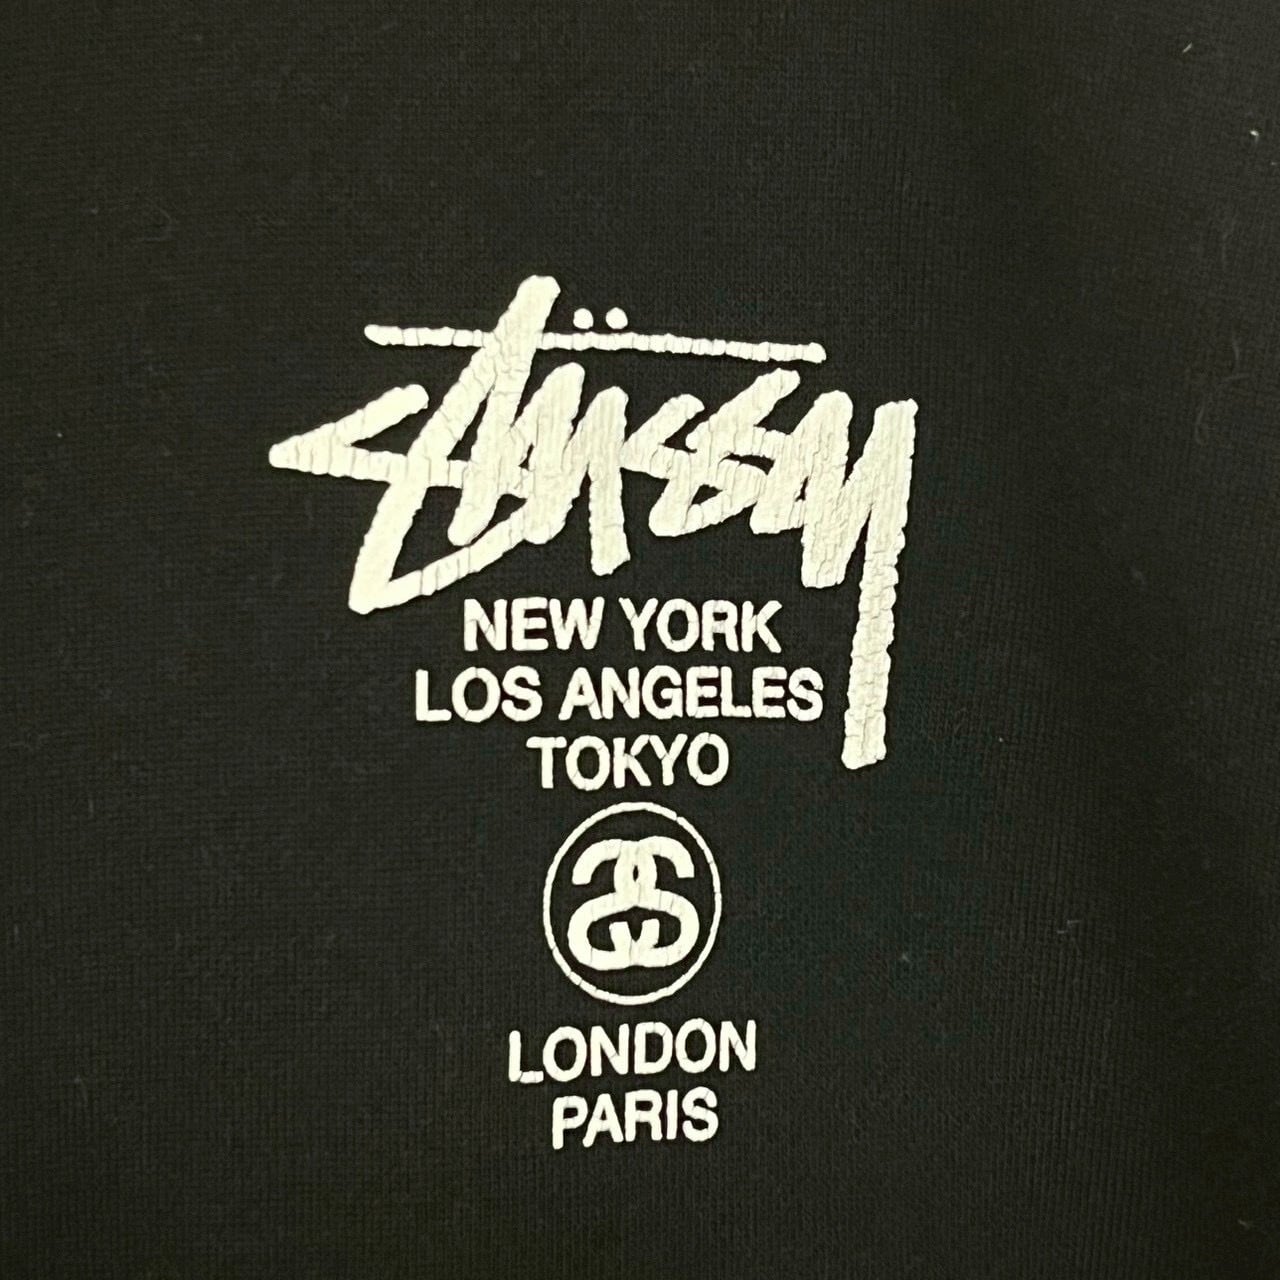 Stüssy
NEW YORK
LOS ANGELES
TOKYO
SS
LONDON
PARIS